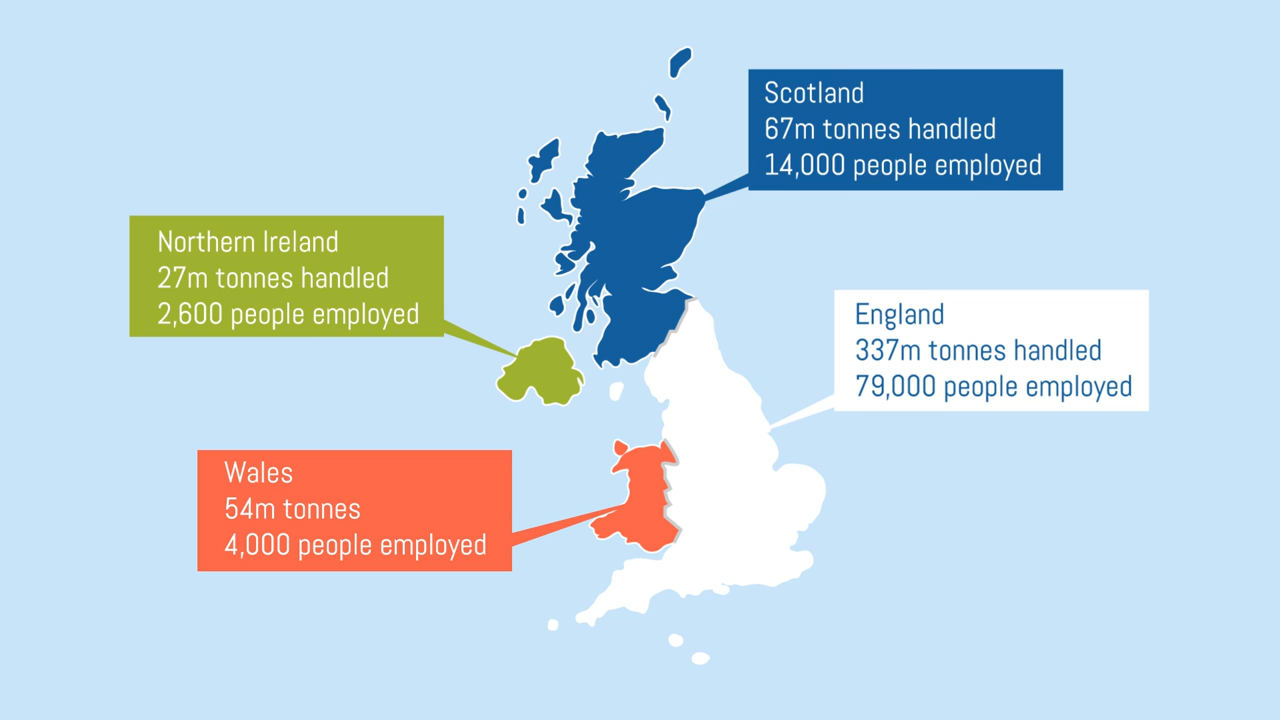 Scotland
67m tonnes handled
14,000 people employed
Northern Ireland
27m tonnes handled
2,600 people employed
England
337m tonnes handled
79,000 people employed
Wales
54m tonnes
4,000 people employed